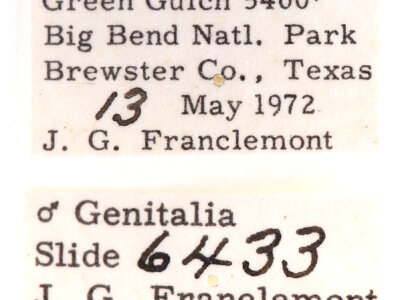 Green Gulch 5400'
Big Bend Natl. Park
Brewster Co., Texas
13 May 1972
J. G. Franclemont
♂ Genitalia
Slide 6433
J. G. Franclemont